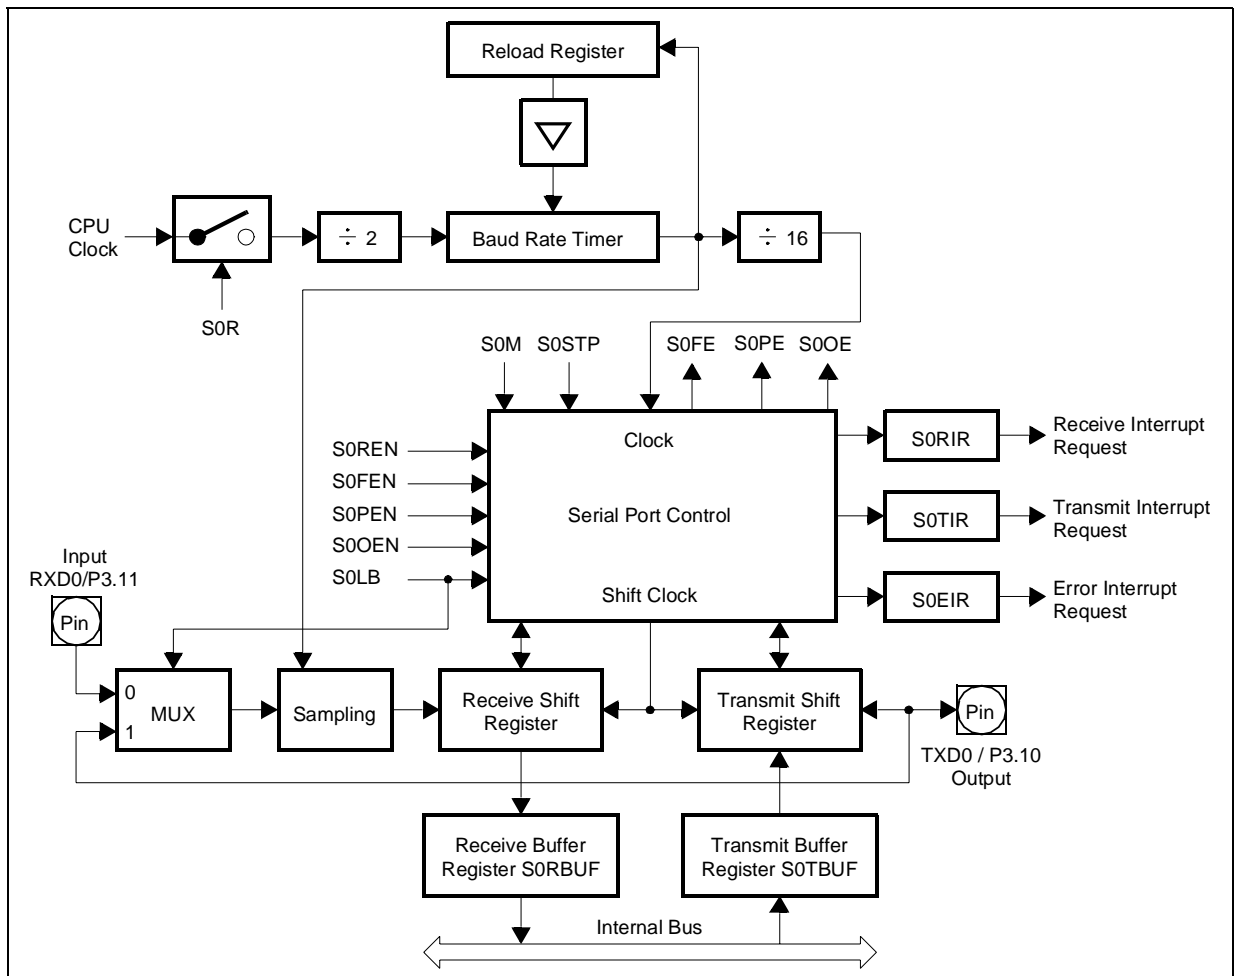 Reload Register
CPU
Clock
÷ 2
Baud Rate Timer
÷ 16
S0R
S0M
S0STP
S0FE
S0PE
S0OE
Clock
S0REN
S0FEN
S0PEN
S0OEN
S0LB
Serial Port Control
Shift Clock
S0RIR
Receive Interrupt
Request
S0TIR
Transmit Interrupt
Request
S0EIR
Error Interrupt
Request
Input
RXD0/P3.11
Pin
0
MUX
1
Sampling
Receive Shift
Register
Transmit Shift
Register
Pin
TXD0 / P3.10
Output
Receive Buffer
Register S0RBUF
Transmit Buffer
Register S0TBUF
Internal Bus